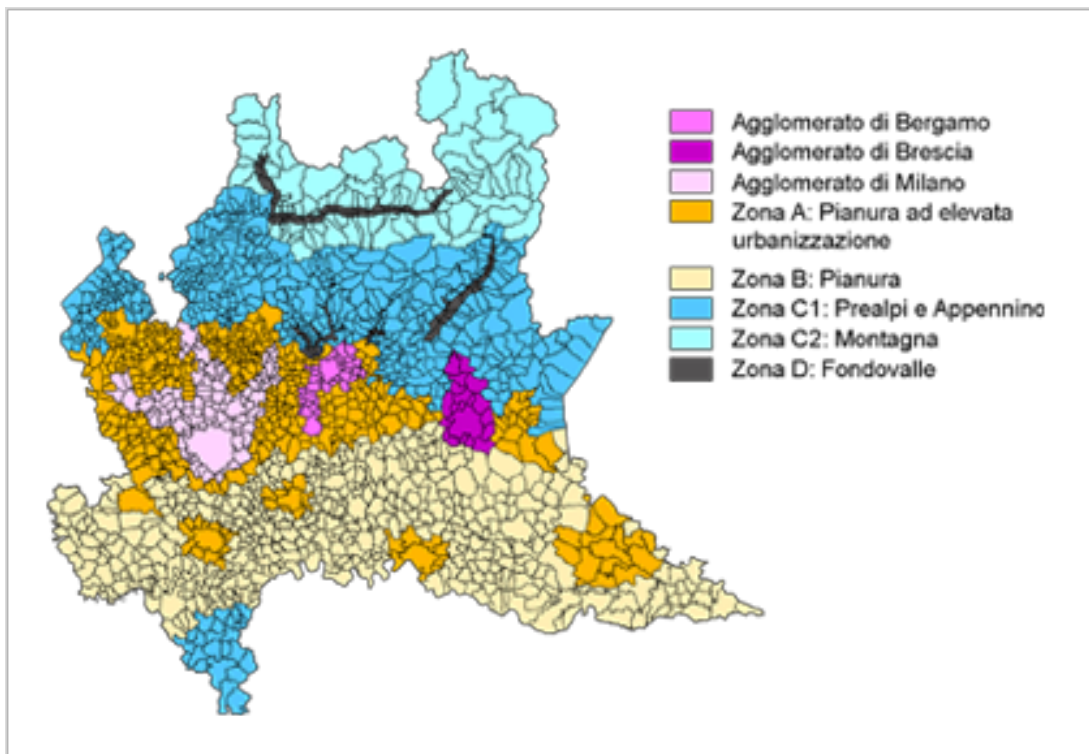 Agglomerato di Bergamo
Agglomerato di Brescia
Agglomerato di Milano
Zona A: Pianura ad elevata
urbanizzazione
Zona B: Pianura
Zona C1: Prealpi e Appennino
Zona C2: Montagna
Zona D: Fondovalle